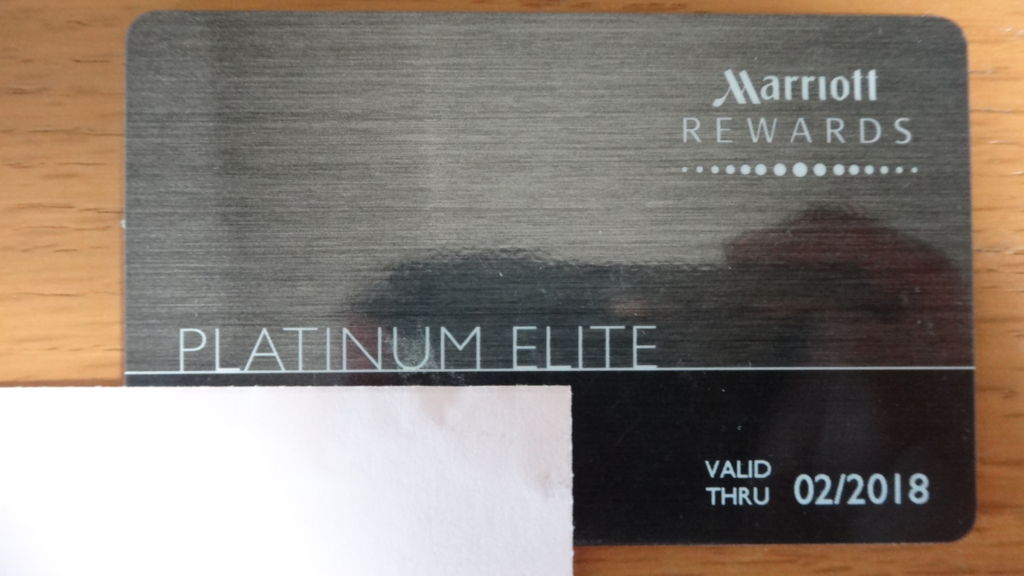 Marriott
REWARDS
PLATINUM ELITE
VALID
THRU 02/2018